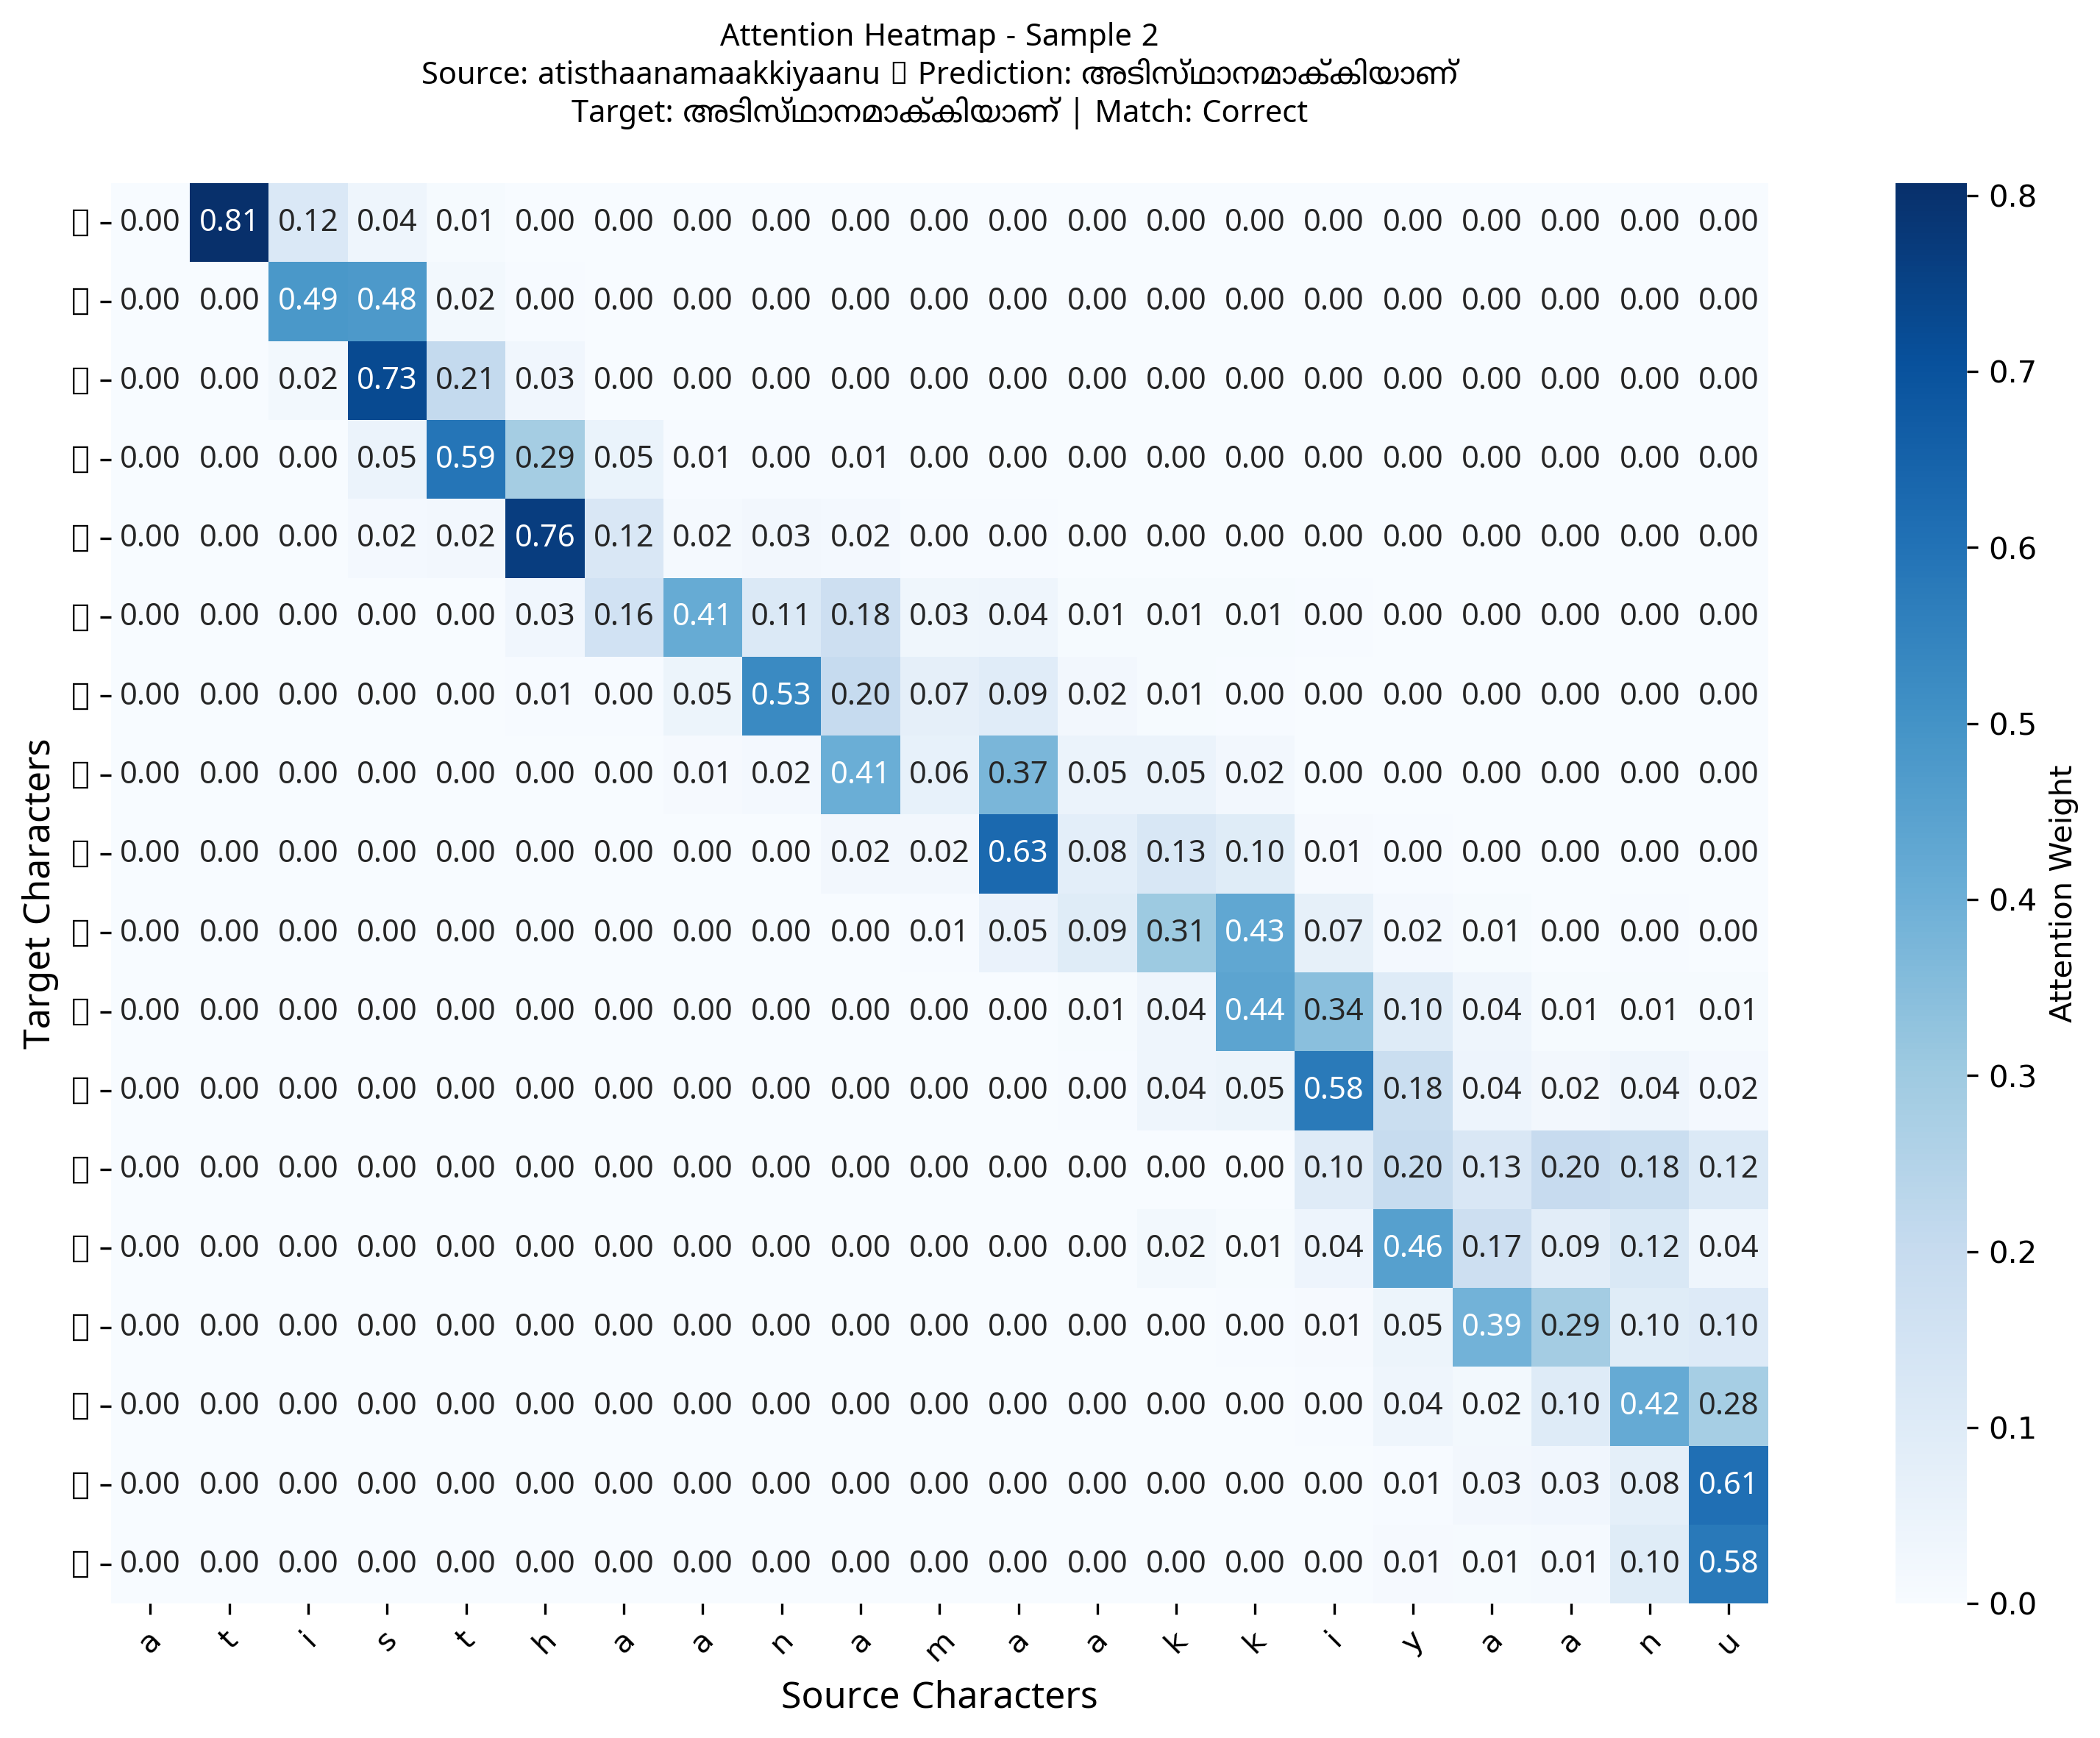 Attention Heatmap - Sample 2
Source: atisthaanamaakkiyaanu Prediction: അടിസ്ഥാനമാക്കിയാണ്
Target: അടിസ്ഥാനമാക്കിയാണ് | Match: Correct
0.00 0.81 0.12 0.04 0.01 0.00 0.00 0.00 0.00 0.00 0.00 0.00 0.00 0.00 0.00 0.00 0.00 0.00 0.00 0.00 0.00
0.00 0.00 0.49 0.48 0.02 0.00 0.00 0.00 0.00 0.00 0.00 0.00 0.00 0.00 0.00 0.00 0.00 0.00 0.00 0.00 0.00
0.00 0.00 0.02 0.73 0.21 0.03 0.00 0.00 0.00 0.00 0.00 0.00 0.00 0.00 0.00 0.00 0.00 0.00 0.00 0.00 0.00
0.00 0.00 0.00 0.05 0.59 0.29 0.05 0.01 0.00 0.01 0.00 0.00 0.00 0.00 0.00 0.00 0.00 0.00 0.00 0.00 0.00
0.00 0.00 0.00 0.02 0.02 0.76 0.12 0.02 0.03 0.02 0.00 0.00 0.00 0.00 0.00 0.00 0.00 0.00 0.00 0.00 0.00
0.00 0.00 0.00 0.00 0.00 0.03 0.16 0.41 0.11 0.18 0.03 0.04 0.01 0.01 0.01 0.00 0.00 0.00 0.00 0.00 0.00
0.00 0.00 0.00 0.00 0.00 0.01 0.00 0.05 0.53 0.20 0.07 0.09 0.02 0.01 0.00 0.00 0.00 0.00 0.00 0.00 0.00
0.00 0.00 0.00 0.00 0.00 0.00 0.00 0.01 0.02 0.41 0.06 0.37 0.05 0.05 0.02 0.00 0.00 0.00 0.00 0.00 0.00
0.00 0.00 0.00 0.00 0.00 0.00 0.00 0.00 0.00 0.02 0.02 0.63 0.08 0.13 0.10 0.01 0.00 0.00 0.00 0.00 0.00
0.00 0.00 0.00 0.00 0.00 0.00 0.00 0.00 0.00 0.00 0.01 0.05 0.09 0.31 0.43 0.07 0.02 0.01 0.00 0.00 0.00
0.00 0.00 0.00 0.00 0.00 0.00 0.00 0.00 0.00 0.00 0.00 0.00 0.01 0.04 0.44 0.34 0.10 0.04 0.01 0.01 0.01
0.00 0.00 0.00 0.00 0.00 0.00 0.00 0.00 0.00 0.00 0.00 0.00 0.00 0.04 0.05 0.58 0.18 0.04 0.02 0.04 0.02
0.00 0.00 0.00 0.00 0.00 0.00 0.00 0.00 0.00 0.00 0.00 0.00 0.00 0.00 0.00 0.10 0.20 0.13 0.20 0.18 0.12
0.00 0.00 0.00 0.00 0.00 0.00 0.00 0.00 0.00 0.00 0.00 0.00 0.00 0.02 0.01 0.04 0.46 0.17 0.09 0.12 0.04
0.00 0.00 0.00 0.00 0.00 0.00 0.00 0.00 0.00 0.00 0.00 0.00 0.00 0.00 0.00 0.01 0.05 0.39 0.29 0.10 0.10
0.00 0.00 0.00 0.00 0.00 0.00 0.00 0.00 0.00 0.00 0.00 0.00 0.00 0.00 0.00 0.00 0.04 0.02 0.10 0.42 0.28
0.00 0.00 0.00 0.00 0.00 0.00 0.00 0.00 0.00 0.00 0.00 0.00 0.00 0.00 0.00 0.00 0.01 0.03 0.03 0.08 0.61
0.00 0.00 0.00 0.00 0.00 0.00 0.00 0.00 0.00 0.00 0.00 0.00 0.00 0.00 0.00 0.00 0.01 0.01 0.01 0.10 0.58
a t i s t h a a n a m a a k k i y a a n u
Source Characters
Target Characters
0.8
0.7
0.6
0.5
0.4
0.3
0.2
0.1
0.0
Attention Weight